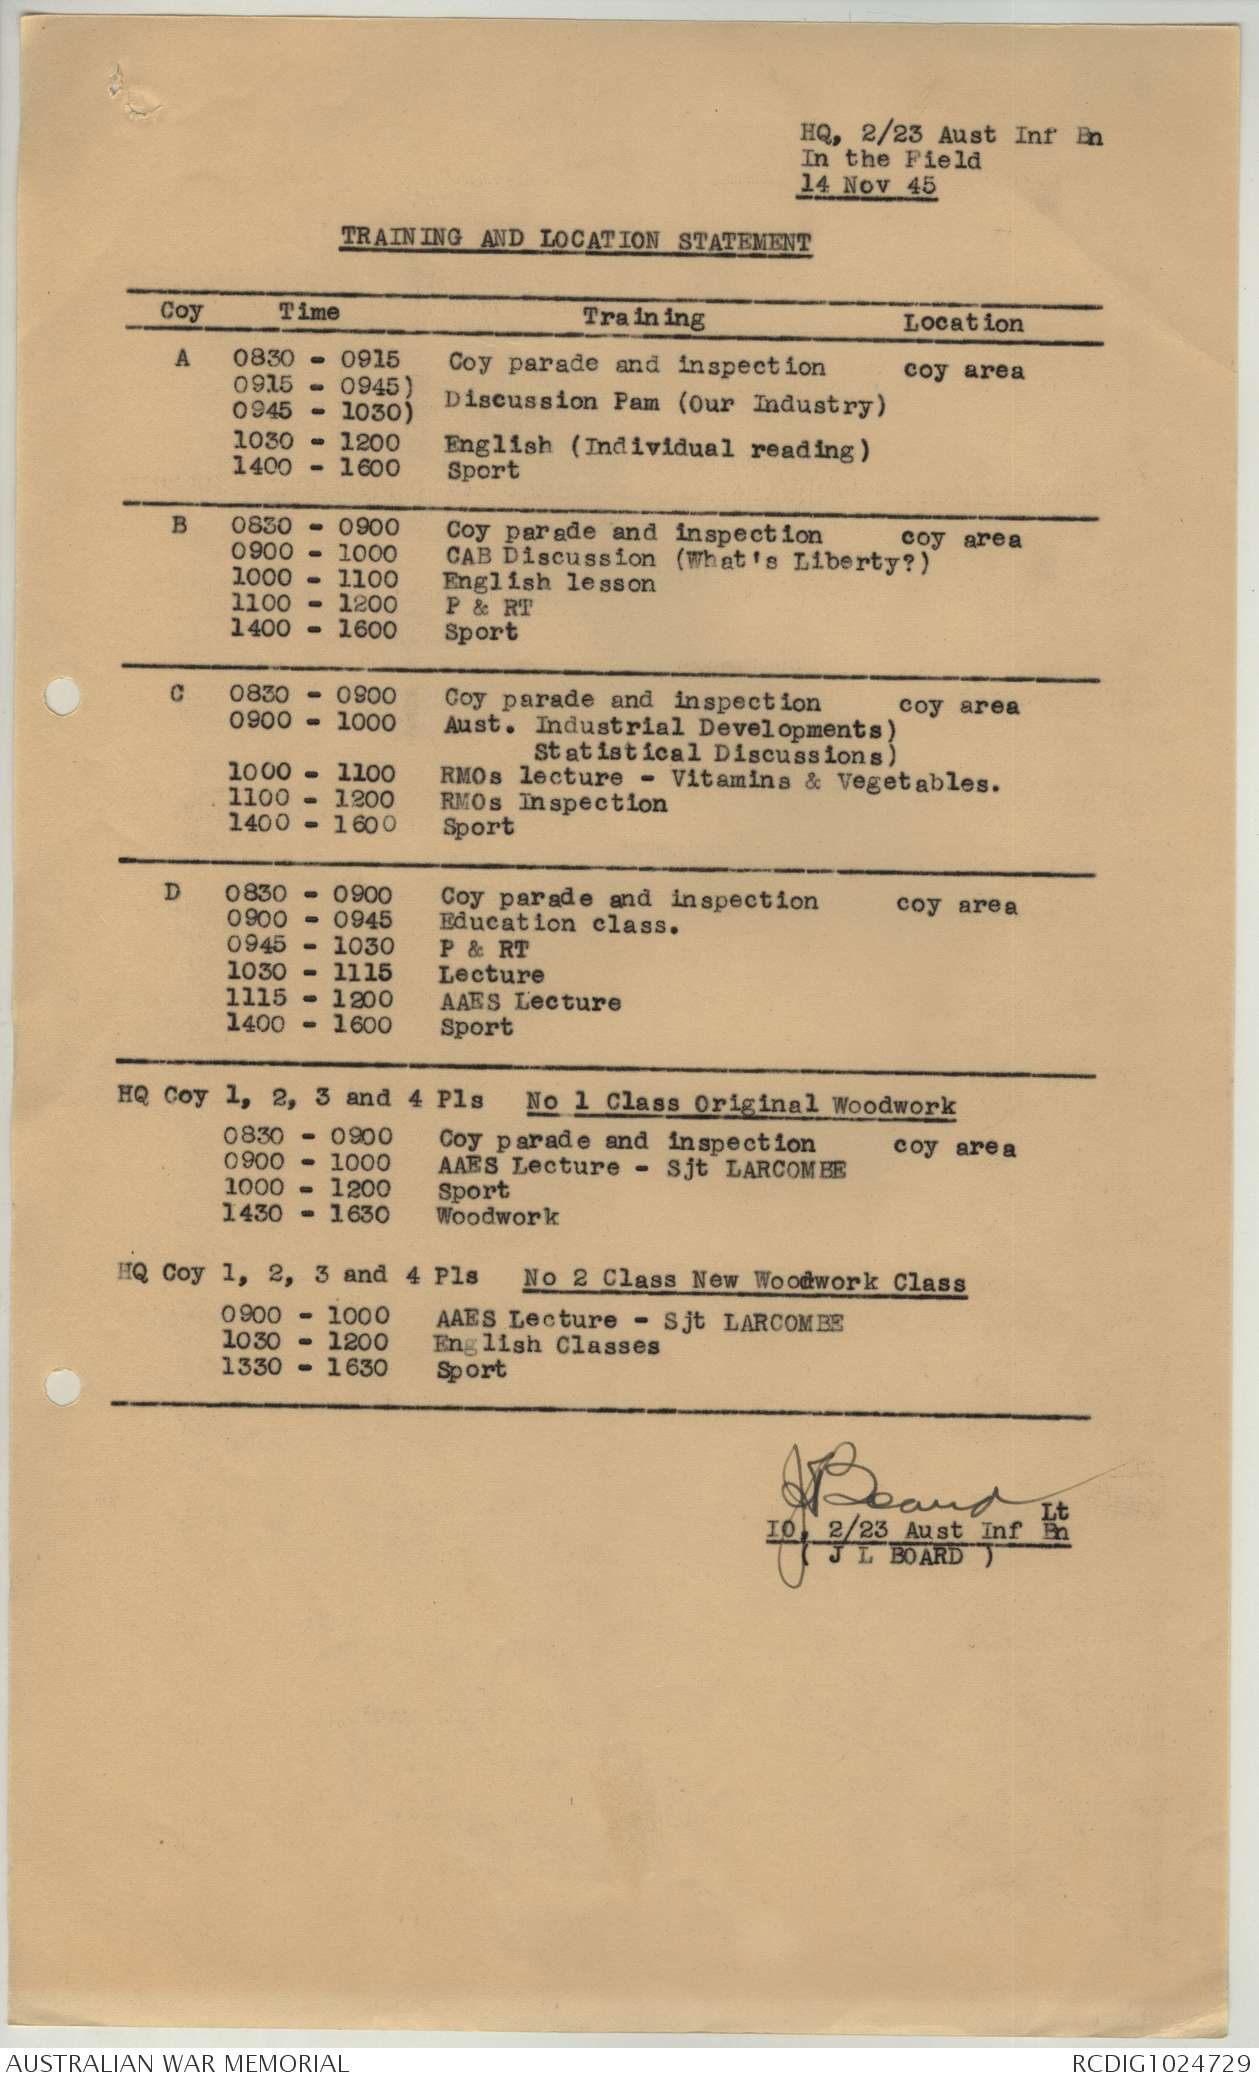 HQ, 2/23 Aust Inf Bn
In the Field
14 Nov 45
TRAINING AND LOCATION STATEMENT
Coy Time Training Location
A 0830 - 0915 Coy parade and inspection coy area
0915 - 0945)
0945 - 1030) Discussion Pam (Our Industry)
1030 - 1200 English (Individual reading)
1400 - 1600 Sport
B 0830 - 0900 Coy parade and inspection coy area
0900 - 1000 CAB Discussion (What's Liberty?)
1000 - 1100 English lesson
1100 - 1200 P & RT
1400 - 1600 Sport
C 0830 - 0900 Coy parade and inspection coy area
0900 - 1000 Aust. Industrial Developments)
Statistical Discussions)
1000 - 1100 RMOs lecture - Vitamins & Vegetables.
1100 - 1200 RMOs Inspection
1400 - 1600 Sport
D 0830 - 0900 Coy parade and inspection coy area
0900 - 0945 Education class.
0945 - 1030 P & RT
1030 - 1115 Lecture
1115 - 1200 AAES Lecture
1400 - 1600 Sport
HQ Coy 1, 2, 3 and 4 Pls No 1 Class Original Woodwork
0830 - 0900 Coy parade and inspection coy area
0900 - 1000 AAES Lecture - Sjt LARCOMBE
1000 - 1200 Sport
1430 - 1630 Woodwork
HQ Coy 1, 2, 3 and 4 Pls No 2 Class New Woodwork Class
0900 - 1000 AAES Lecture - Sjt LARCOMBE
1030 - 1200 English Classes
1330 - 1630 Sport
JLBoard Lt
IO, 2/23 Aust Inf Bn
( J L BOARD )
AUSTRALIAN WAR MEMORIAL RCDIG1024729